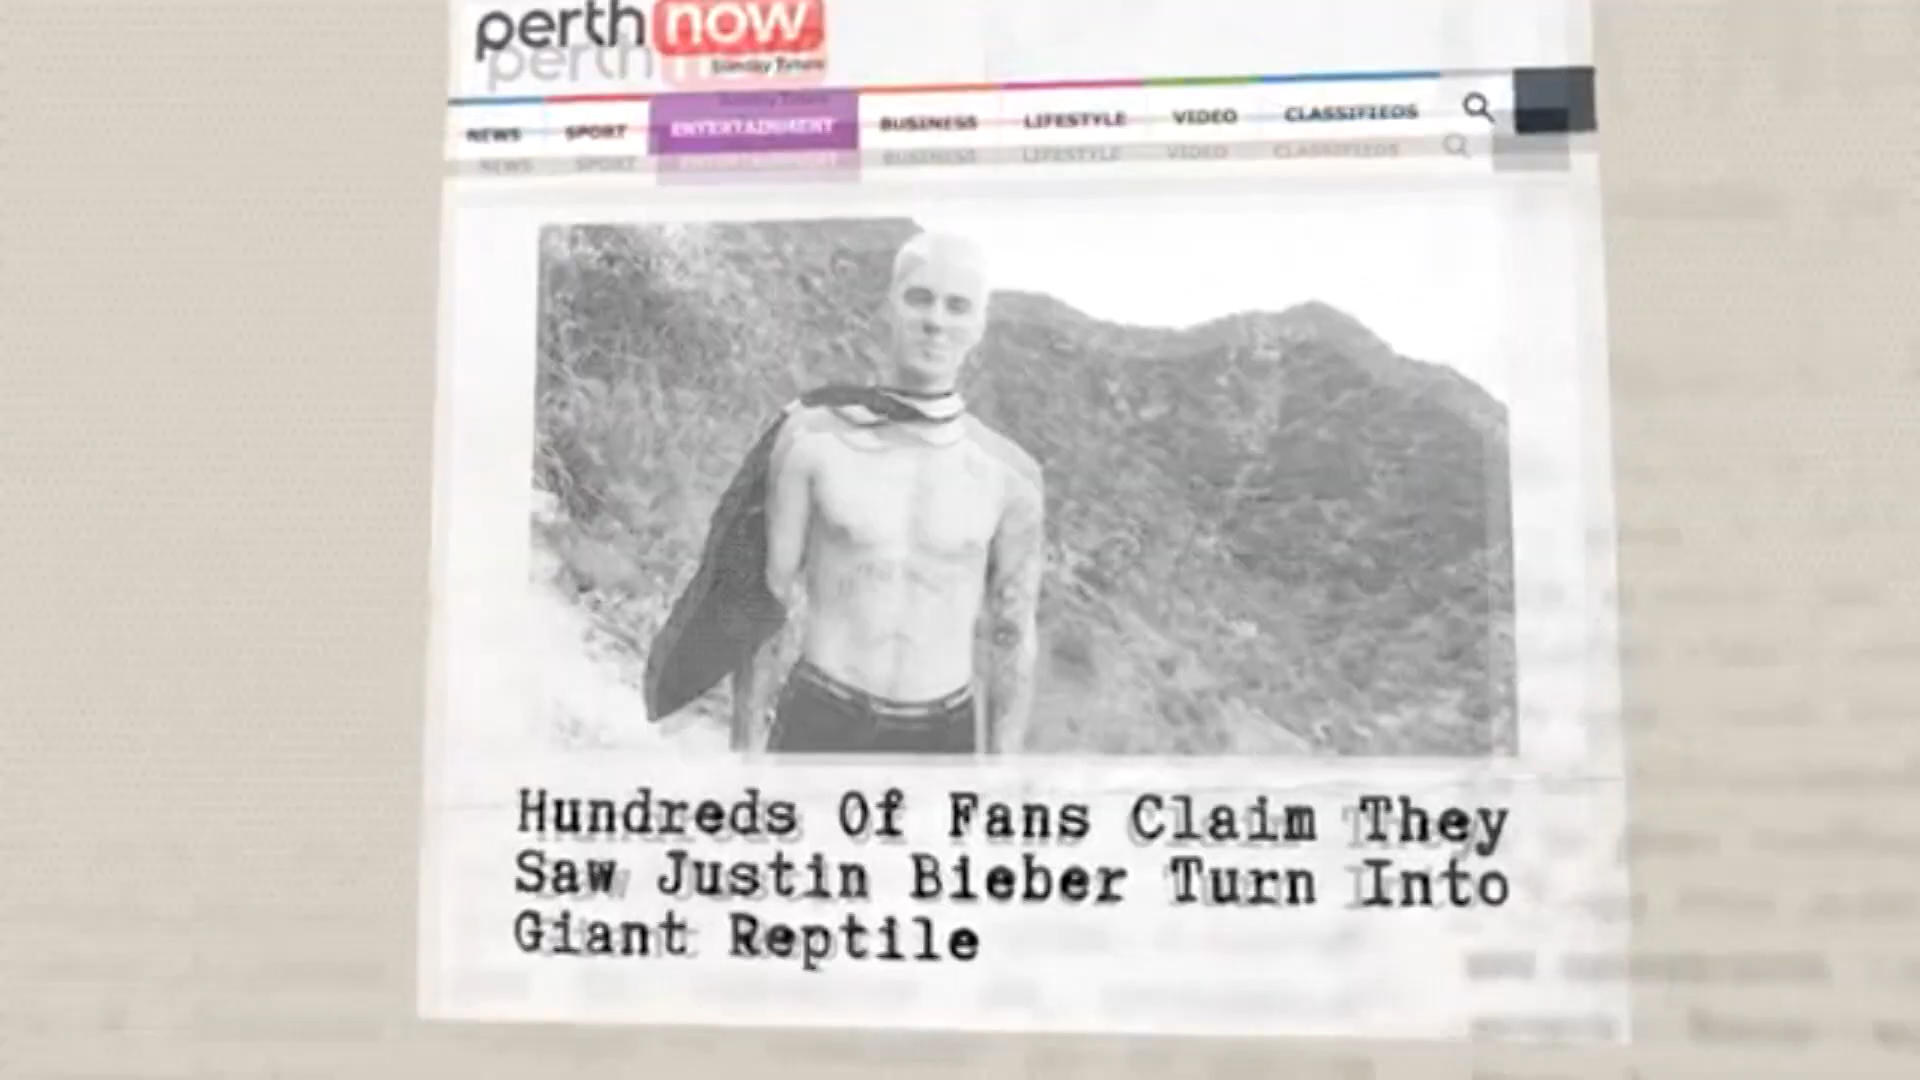 perth now
Sunday Times
NEWS SPORT ENTERTAINMENT BUSINESS LIFESTYLE VIDEO CLASSIFIEDS
Hundreds Of Fans Claim They
Saw Justin Bieber Turn Into
Giant Reptile